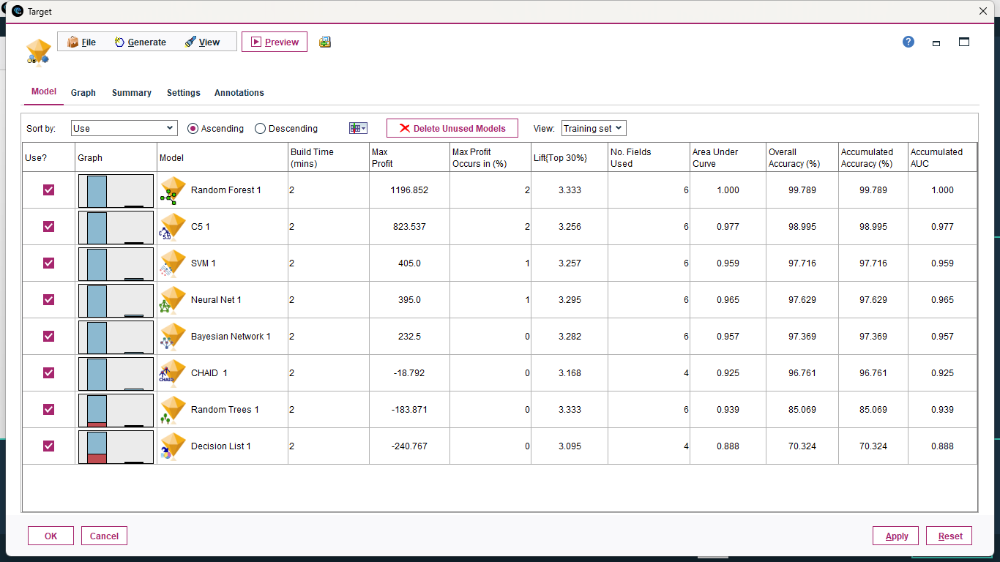 Target
File Generate View Preview
Model Graph Summary Settings Annotations
Sort by: Use Ascending Descending Delete Unused Models View: Training set
Use? Graph Model Build Time (mins) Max Profit Max Profit Occurs in (%) Lift{Top 30%} No. Fields Used Area Under Curve Overall Accuracy (%) Accumulated Accuracy (%) Accumulated AUC
Random Forest 1 2 1196.852 2 3.333 6 1.000 99.789 99.789 1.000
C5 1 2 823.537 2 3.256 6 0.977 98.995 98.995 0.977
SVM 1 2 405.0 1 3.257 6 0.959 97.716 97.716 0.959
Neural Net 1 2 395.0 1 3.295 6 0.965 97.629 97.629 0.965
Bayesian Network 1 2 232.5 0 3.282 6 0.957 97.369 97.369 0.957
CHAID 1 2 -18.792 0 3.168 4 0.925 96.761 96.761 0.925
Random Trees 1 2 -183.871 0 3.333 6 0.939 85.069 85.069 0.939
Decision List 1 2 -240.767 0 3.095 4 0.888 70.324 70.324 0.888
OK Cancel Apply Reset